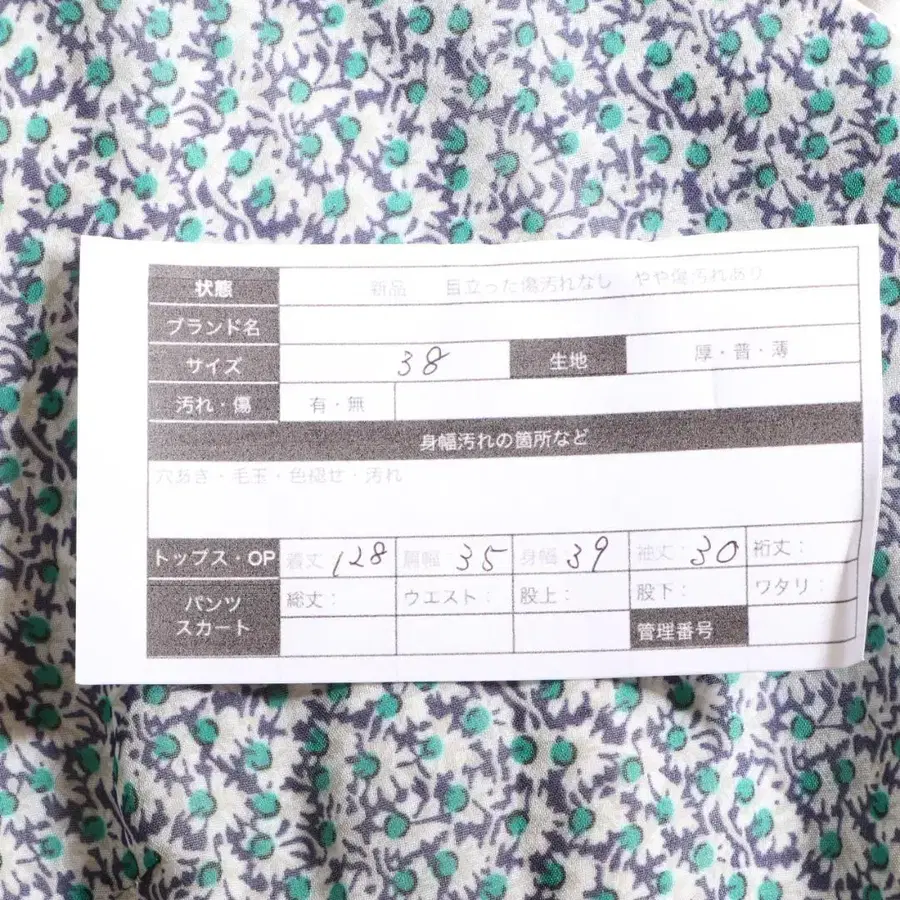 状態 新品 目立った傷汚れなし やや傷汚れあり
ブランド名
サイズ 38 生地 厚・普・薄
汚れ・傷 有・無
身幅汚れの箇所など
穴あき・毛玉・色褪せ・汚れ
トップス・OP 着丈: 128 肩幅: 35 身幅: 39 袖丈: 30 裄丈:
パンツ 総丈: ウエスト: 股上: 股下: ワタリ:
スカート 管理番号